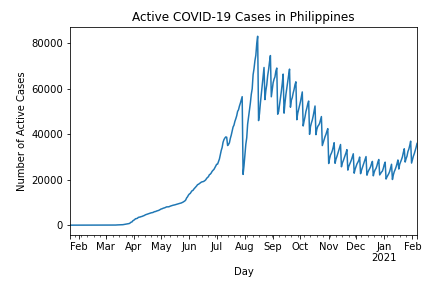 Active COVID-19 Cases in Philippines
Number of Active Cases
80000
60000
40000
20000
0
Feb Mar Apr May Jun Jul Aug Sep Oct Nov Dec Jan Feb
2021
Day